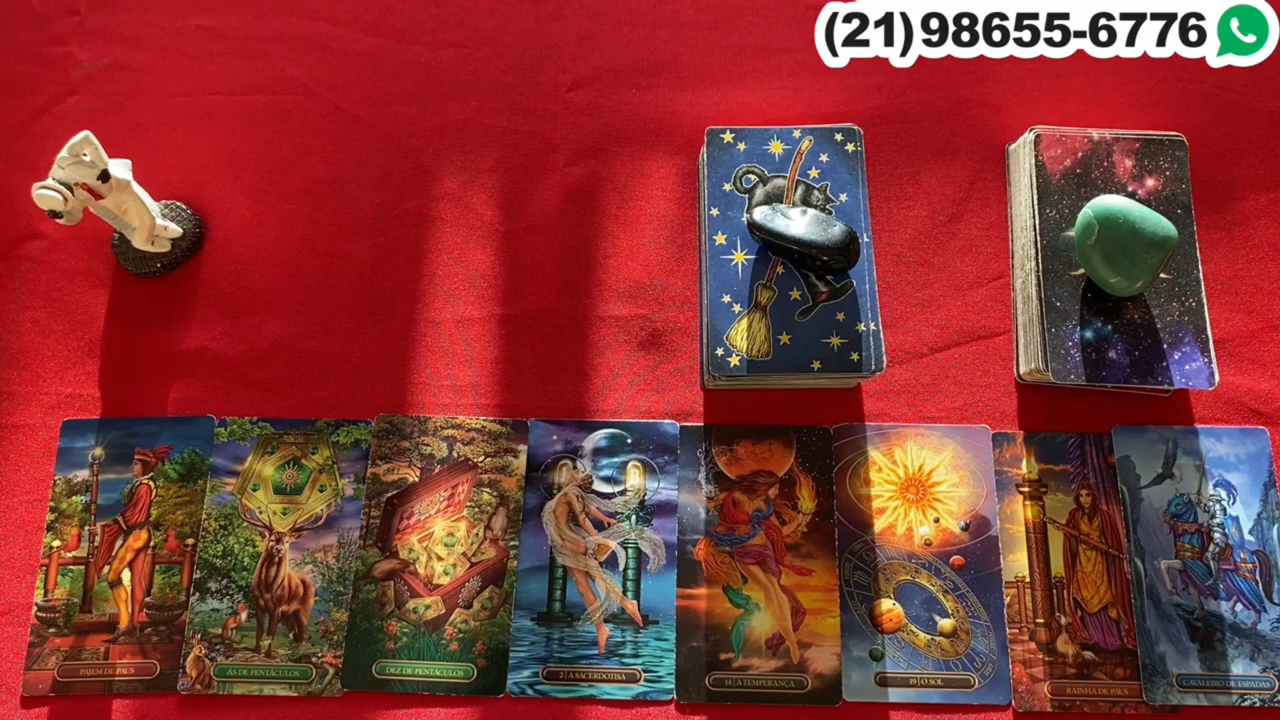 (21)98655-6776
PAJEM DE PAUS
ÁS DE PENTÁCULOS
DEZ DE PENTÁCULOS
2 | A SACERDOTISA
14 | A TEMPERANÇA
19 | O SOL
RAINHA DE PAUS
CAVALEIRO DE ESPADAS